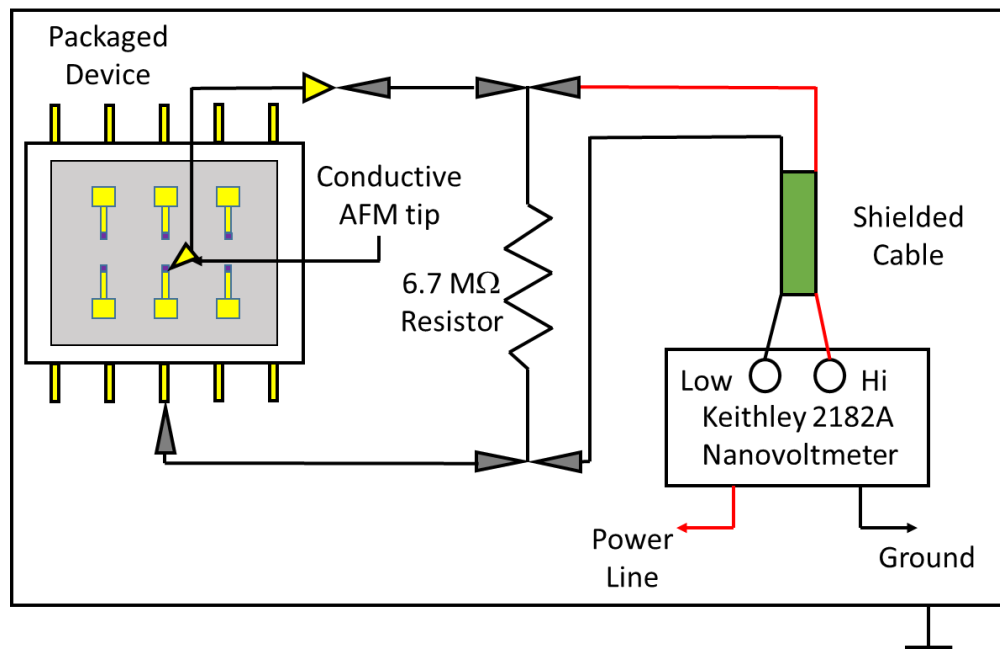 Packaged
Device
Conductive
AFM tip
6.7 MΩ
Resistor
Shielded
Cable
Low
Hi
Keithley 2182A
Nanovoltmeter
Power
Line
Ground